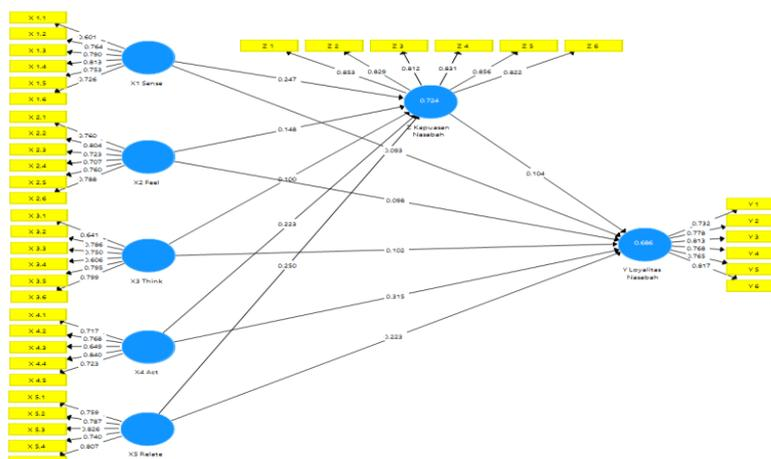 X 1.1
X 1.2
X 1.3
X 1.4
X 1.5
X 1.6
0.601
0.764
0.790
0.813
0.753
0.726
X1 Sense
X 2.1
X 2.2
X 2.3
X 2.4
X 2.5
X 2.6
0.760
0.804
0.723
0.707
0.760
0.788
X2 Feel
X 3.1
X 3.2
X 3.3
X 3.4
X 3.5
X 3.6
0.641
0.786
0.750
0.606
0.795
0.799
X3 Think
X 4.1
X 4.2
X 4.3
X 4.4
X 4.5
0.717
0.768
0.649
0.840
0.723
X4 Act
X 5.1
X 5.2
X 5.3
X 5.4
0.759
0.787
0.826
0.740
0.807
X5 Relate
Z 1
Z 2
Z 3
Z 4
Z 5
Z 6
0.853
0.829
0.812
0.831
0.856
0.822
0.724
Z Kepuasan
Nasabah
0.247
0.148
0.100
0.223
0.250
0.093
0.098
0.102
0.315
0.223
0.104
0.686
Y Loyalitas
Nasabah
Y 1
Y 2
Y 3
Y 4
Y 5
Y 6
0.732
0.778
0.813
0.768
0.765
0.817